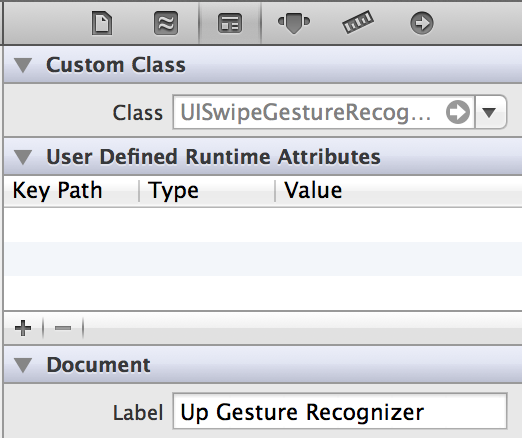 Custom Class
Class UISwipeGestureRecog...
User Defined Runtime Attributes
Key Path Type Value
Document
Label Up Gesture Recognizer